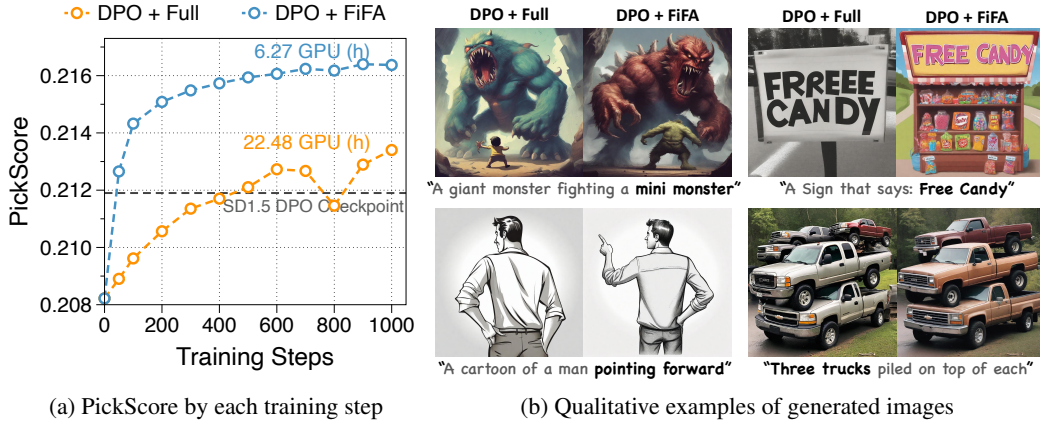 DPO + Full
DPO + FiFA
0.216
0.214
0.212
0.210
0.208
PickScore
6.27 GPU (h)
22.48 GPU (h)
SD1.5 DPO Checkpoint
0
200
400
600
800
1000
Training Steps
(a) PickScore by each training step
DPO + Full
DPO + FiFA
DPO + Full
DPO + FiFA
FRREEE
CANDY
FREE CANDY
"A giant monster fighting a mini monster"
"A Sign that says: Free Candy"
"A cartoon of a man pointing forward"
"Three trucks piled on top of each"
(b) Qualitative examples of generated images